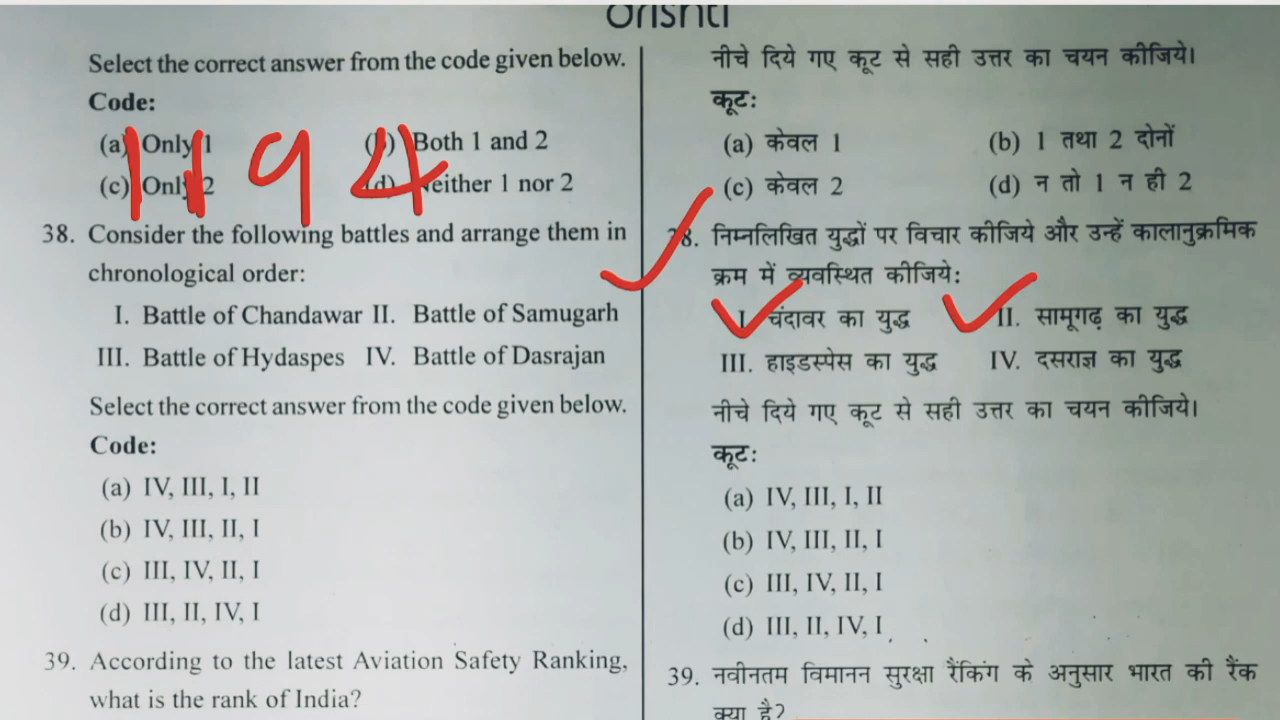 Drishti
Select the correct answer from the code given below.
Code:
(a) Only 1
(b) Both 1 and 2
(c) Only 2
(d) Neither 1 nor 2
1194
38. Consider the following battles and arrange them in
chronological order:
I. Battle of Chandawar II. Battle of Samugarh
III. Battle of Hydaspes IV. Battle of Dasrajan
Select the correct answer from the code given below.
Code:
(a) IV, III, I, II
(b) IV, III, II, I
(c) III, IV, II, I
(d) III, II, IV, I
39. According to the latest Aviation Safety Ranking,
what is the rank of India?
नीचे दिये गए कूट से सही उत्तर का चयन कीजिये।
कूटः
(a) केवल 1
(b) 1 तथा 2 दोनों
(c) केवल 2
(d) न तो 1 न ही 2
38. निम्नलिखित युद्धों पर विचार कीजिये और उन्हें कालानुक्रमिक
क्रम में व्यवस्थित कीजिये:
I. चंदावर का युद्ध
II. सामूगढ़ का युद्ध
III. हाइडस्पेस का युद्ध
IV. दसराज्ञ का युद्ध
नीचे दिये गए कूट से सही उत्तर का चयन कीजिये।
कूटः
(a) IV, III, I, II
(b) IV, III, II, I
(c) III, IV, II, I
(d) III, II, IV, I
39. नवीनतम विमानन सुरक्षा रैंकिंग के अनुसार भारत की रैंक
क्या है?